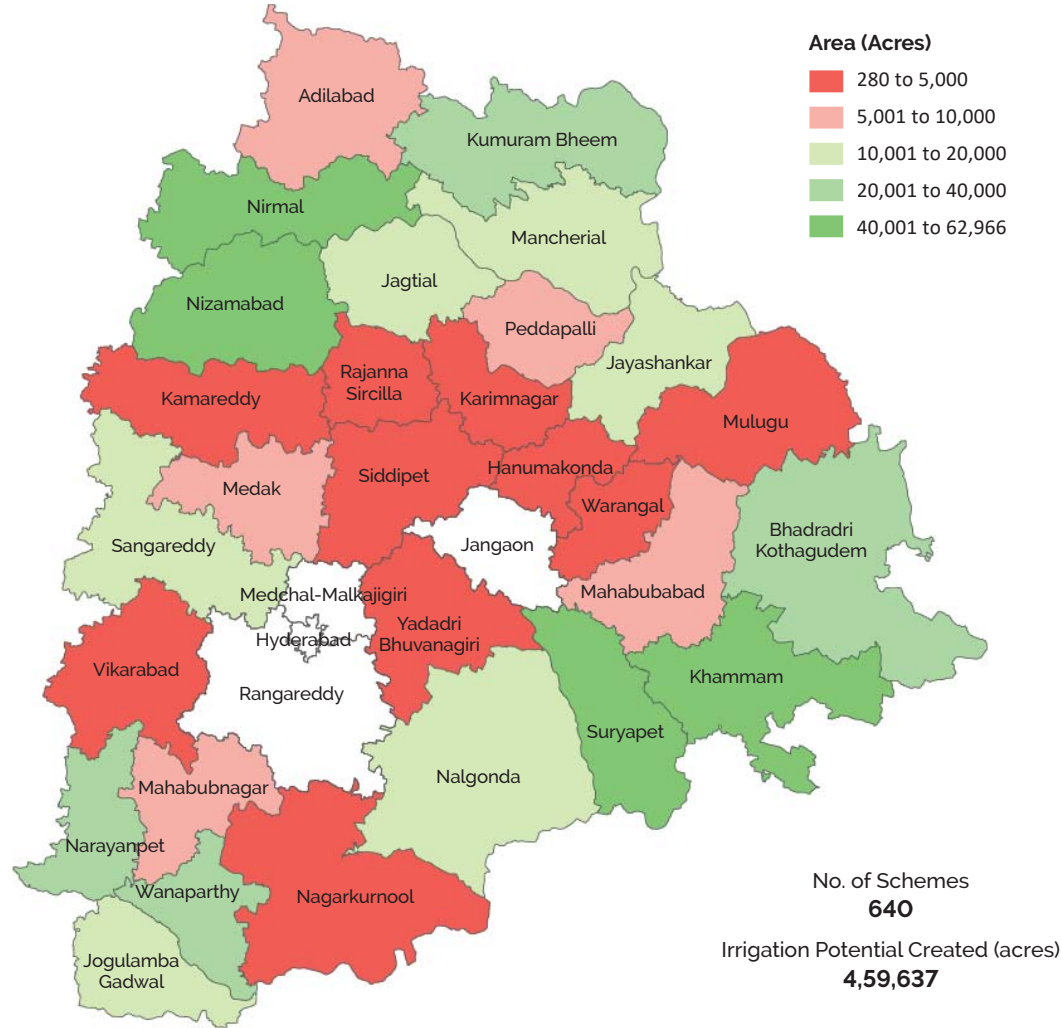 Area (Acres)
280 to 5,000
5,001 to 10,000
10,001 to 20,000
20,001 to 40,000
40,001 to 62,966
Adilabad
Kumuram Bheem
Nirmal
Mancherial
Jagtial
Nizamabad
Peddapalli
Jayashankar
Rajanna
Sircilla
Kamareddy
Karimnagar
Mulugu
Hanumakonda
Siddipet
Medak
Warangal
Bhadradri
Kothagudem
Sangareddy
Jangaon
Mahabubabad
Medchal-Malkajigiri
Yadadri
Bhuvanagiri
Hyderabad
Vikarabad
Khammam
Rangareddy
Suryapet
Nalgonda
Mahabubnagar
Narayanpet
Wanaparthy
Nagarkurnool
Jogulamba
Gadwal
No. of Schemes
640
Irrigation Potential Created (acres)
4,59,637